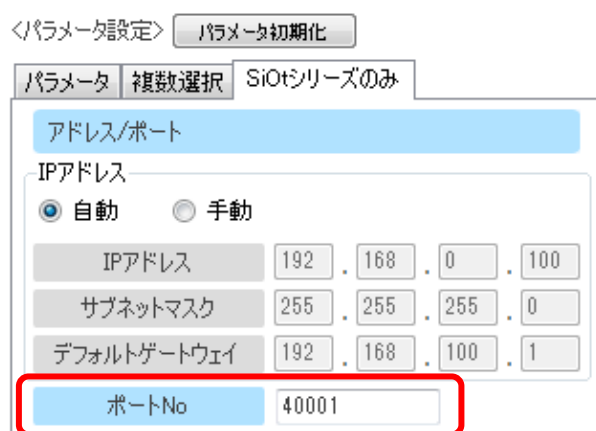 <パラメータ設定> パラメータ初期化
パラメータ 複数選択 SiOtシリーズのみ
アドレス/ポート
IPアドレス
自動 手動
IPアドレス 192 . 168 . 0 . 100
サブネットマスク 255 . 255 . 255 . 0
デフォルトゲートウェイ 192 . 168 . 100 . 1
ポートNo 40001